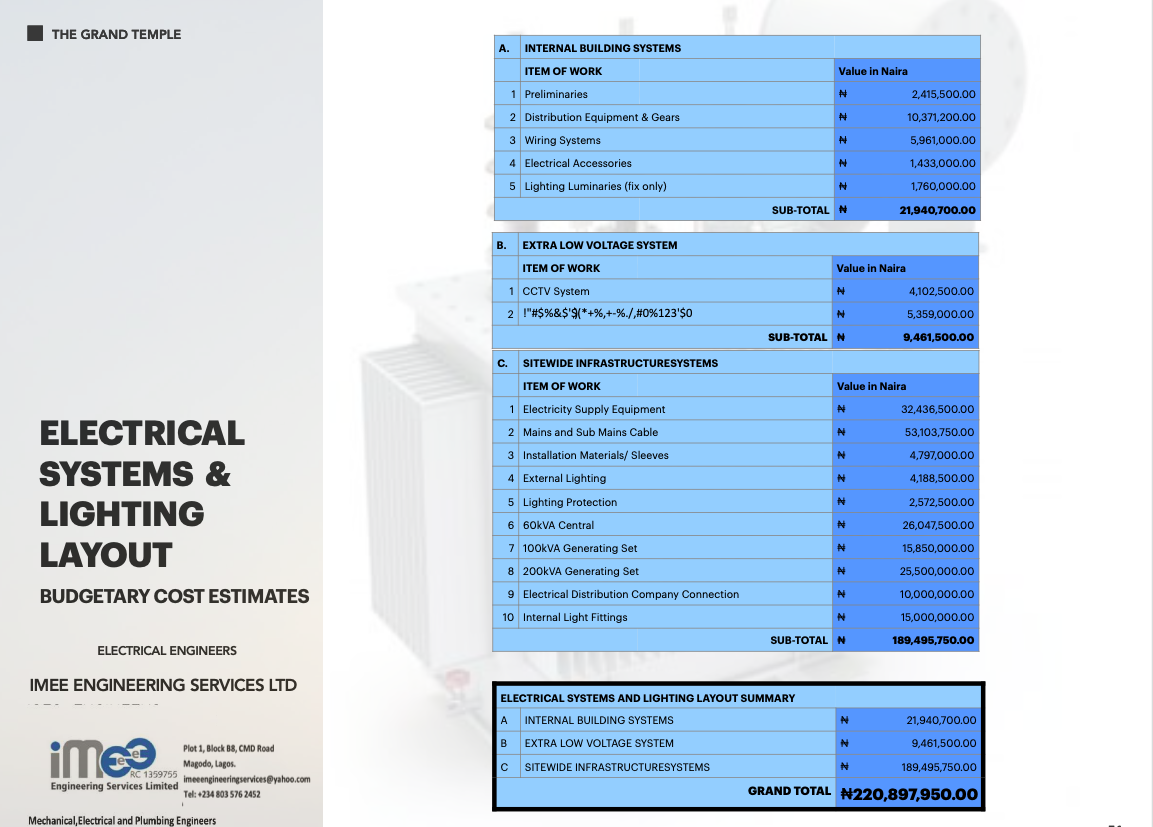 THE GRAND TEMPLE
ELECTRICAL
SYSTEMS &
LIGHTING
LAYOUT
BUDGETARY COST ESTIMATES
ELECTRICAL ENGINEERS
IMEE ENGINEERING SERVICES LTD
imeee
RC 1359755
Engineering Services Limited
Plot 1, Block B8, CMD Road
Magodo, Lagos.
imeeengineeringservices@yahoo.com
Tel: +234 803 576 2452
Mechanical,Electrical and Plumbing Engineers
A. INTERNAL BUILDING SYSTEMS
ITEM OF WORK Value in Naira
1 Preliminaries ₦ 2,415,500.00
2 Distribution Equipment & Gears ₦ 10,371,200.00
3 Wiring Systems ₦ 5,961,000.00
4 Electrical Accessories ₦ 1,433,000.00
5 Lighting Luminaries (fix only) ₦ 1,760,000.00
SUB-TOTAL ₦ 21,940,700.00
B. EXTRA LOW VOLTAGE SYSTEM
ITEM OF WORK Value in Naira
1 CCTV System ₦ 4,102,500.00
2 !"#$%&$'$)(*+%,+-%./,#0%123'$0 ₦ 5,359,000.00
SUB-TOTAL ₦ 9,461,500.00
C. SITEWIDE INFRASTRUCTURESYSTEMS
ITEM OF WORK Value in Naira
1 Electricity Supply Equipment ₦ 32,436,500.00
2 Mains and Sub Mains Cable ₦ 53,103,750.00
3 Installation Materials/ Sleeves ₦ 4,797,000.00
4 External Lighting ₦ 4,188,500.00
5 Lighting Protection ₦ 2,572,500.00
6 60kVA Central ₦ 26,047,500.00
7 100kVA Generating Set ₦ 15,850,000.00
8 200kVA Generating Set ₦ 25,500,000.00
9 Electrical Distribution Company Connection ₦ 10,000,000.00
10 Internal Light Fittings ₦ 15,000,000.00
SUB-TOTAL ₦ 189,495,750.00
ELECTRICAL SYSTEMS AND LIGHTING LAYOUT SUMMARY
A INTERNAL BUILDING SYSTEMS ₦ 21,940,700.00
B EXTRA LOW VOLTAGE SYSTEM ₦ 9,461,500.00
C SITEWIDE INFRASTRUCTURESYSTEMS ₦ 189,495,750.00
GRAND TOTAL ₦220,897,950.00